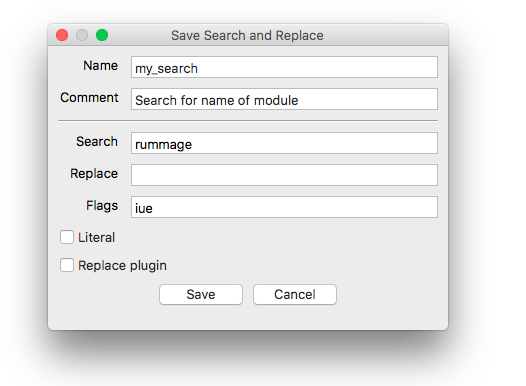 Save Search and Replace
Name my_search
Comment Search for name of module
Search rummage
Replace
Flags iue
Literal
Replace plugin
Save Cancel